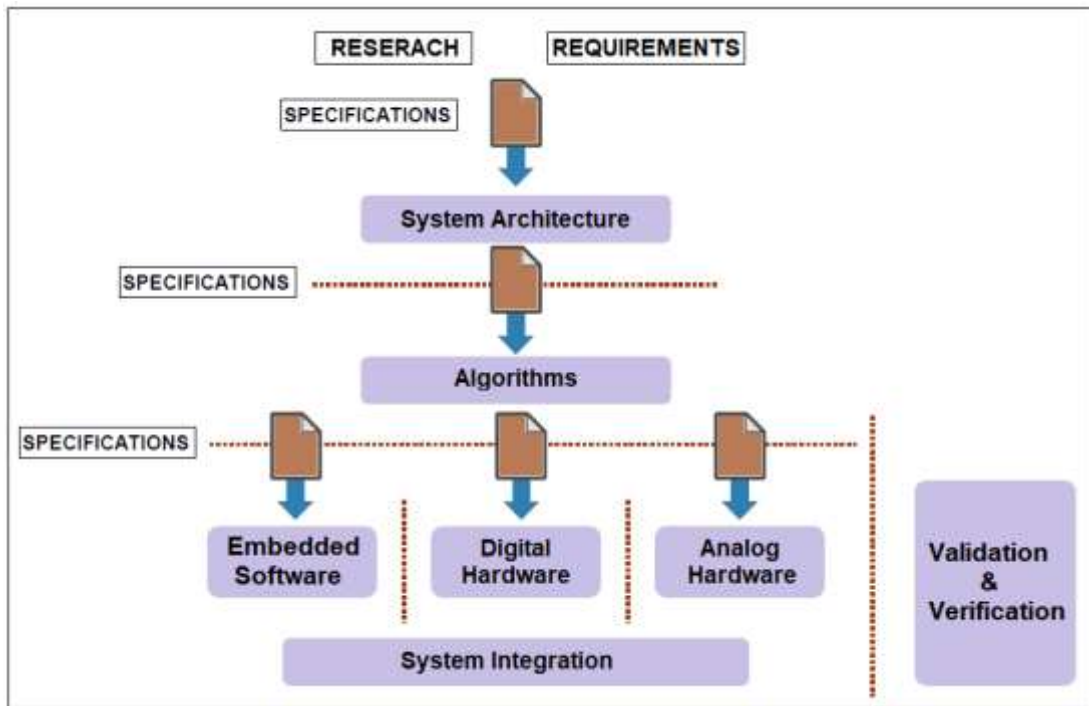 RESERACH
REQUIREMENTS
SPECIFICATIONS
System Architecture
SPECIFICATIONS
Algorithms
SPECIFICATIONS
Embedded
Software
Digital
Hardware
Analog
Hardware
Validation
&
Verification
System Integration